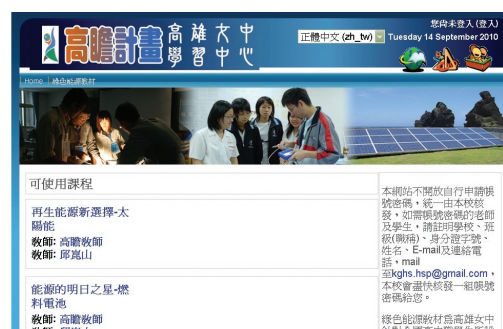 高瞻計畫 高雄女中
學習中心
您尚未登入 (登入)
正體中文 (zh_tw)
Tuesday 14 September 2010
Home
綠色能源教材
可使用課程
再生能源新選擇-太
陽能
教師: 高瞻教師
教師: 邱崑山
能源的明日之星-燃
料電池
教師: 高瞻教師
本網站不開放自行申請帳
號密碼，統一由本校核
發，如需帳號密碼的老師
及學生，請註明學校、班
級(職稱)、身分證字號、
姓名、E-mail及連絡電
話，mail
至kghs.hsp@gmail.com，
本校會盡快核發一組帳號
密碼給您。
綠色能源教材為高雄女中